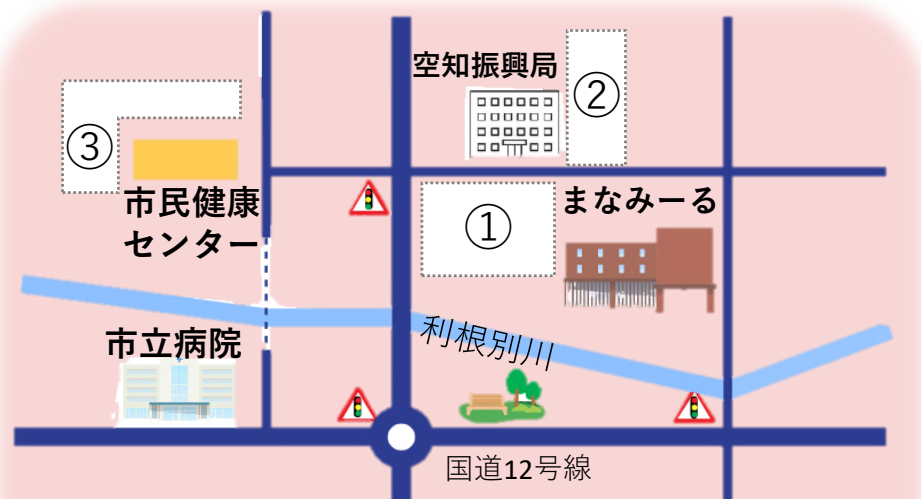 空知振興局
②
③
市民健康
センター
①
まなみーる
利根別川
市立病院
国道12号線